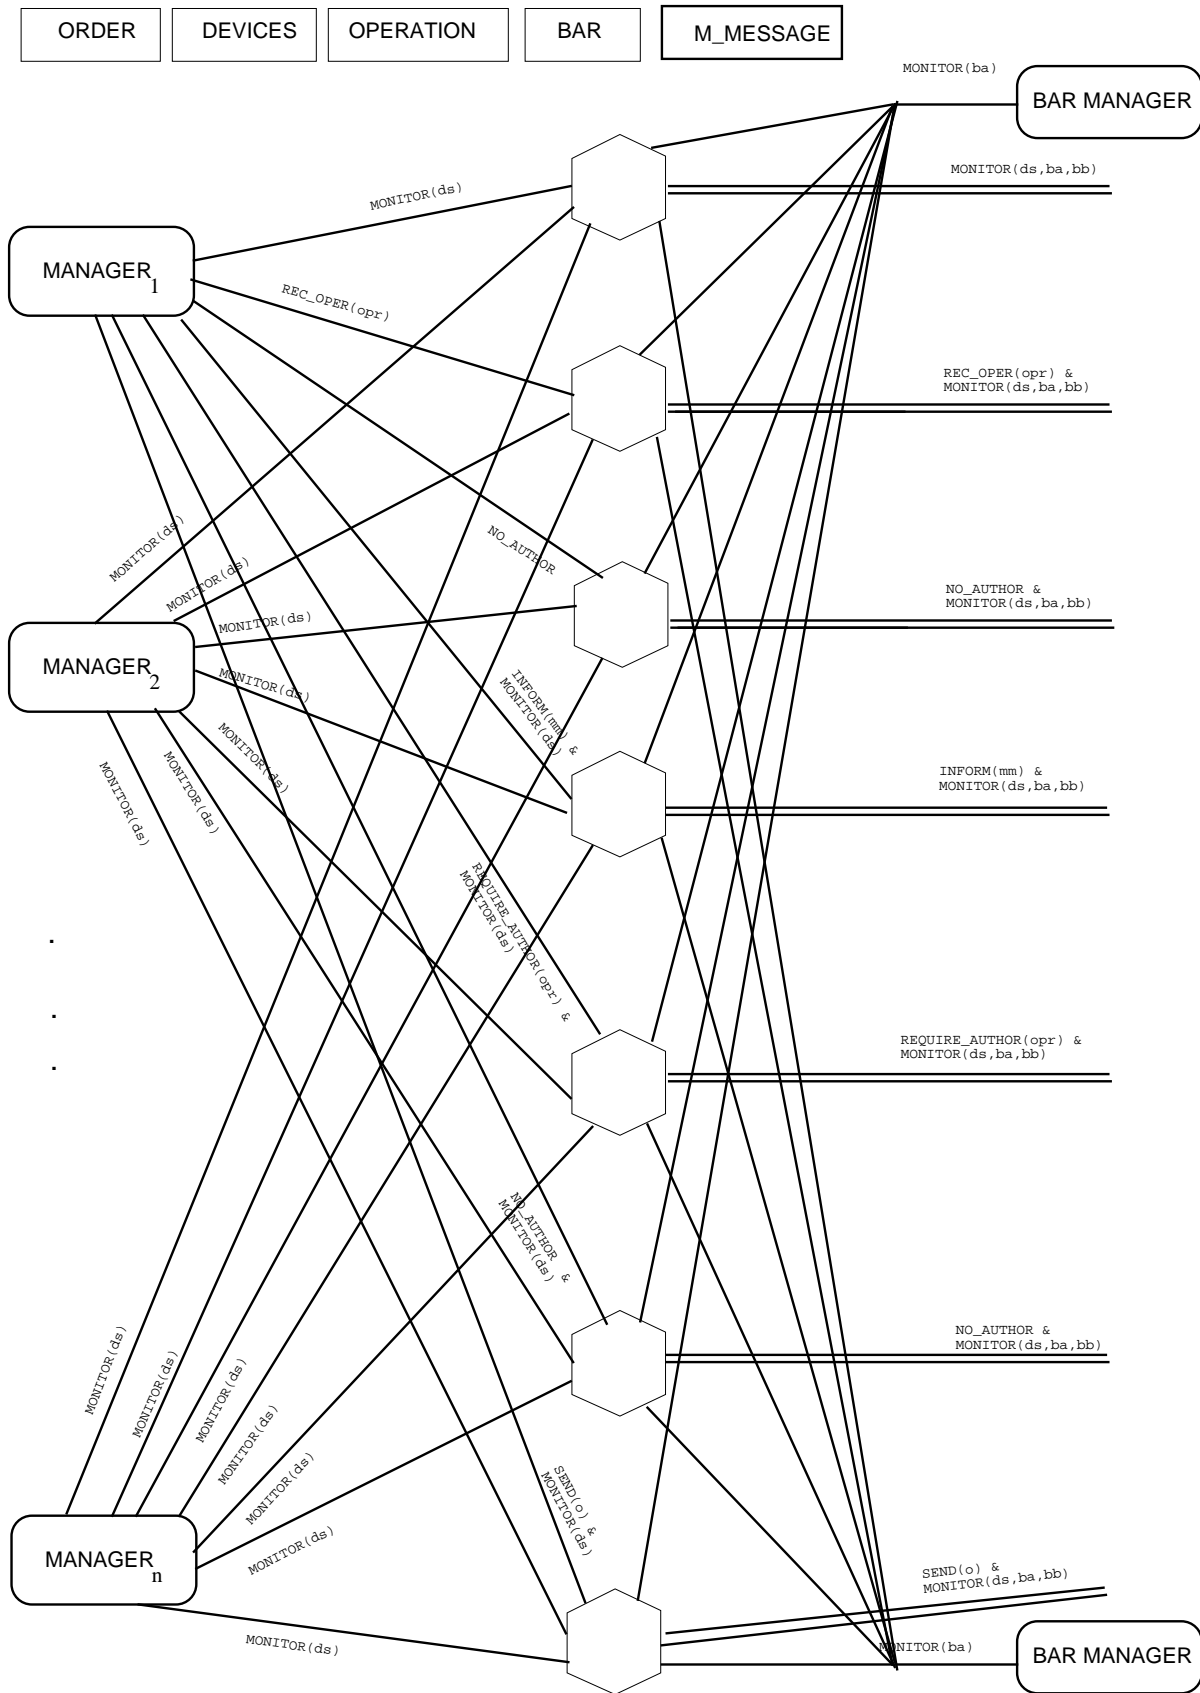 ORDER
DEVICES
OPERATION
BAR
M_MESSAGE
MONITOR(ba)
BAR MANAGER
MONITOR(ds,ba,bb)
MONITOR(ds)
MANAGER
1
REC_OPER(opr)
REC_OPER(opr) &
MONITOR(ds,ba,bb)
MONITOR(ds)
MONITOR(ds)
NO_AUTHOR
NO_AUTHOR &
MONITOR(ds,ba,bb)
MONITOR(ds)
MANAGER
2
MONITOR(ds)
INFORM(mm) &
MONITOR(ds)
MONITOR(ds)
MONITOR(ds)
MONITOR(ds)
INFORM(mm) &
MONITOR(ds,ba,bb)
REQUIRE_AUTHOR(opr) &
MONITOR(ds)
.
.
.
REQUIRE_AUTHOR(opr) &
MONITOR(ds,ba,bb)
NO_AUTHOR &
MONITOR(ds)
NO_AUTHOR &
MONITOR(ds,ba,bb)
MONITOR(ds)
MONITOR(ds)
MONITOR(ds)
MONITOR(ds)
MONITOR(ds)
MONITOR(ds)
SEND(o) &
MONITOR(ds)
MANAGER
n
SEND(o) &
MONITOR(ds,ba,bb)
MONITOR(ds)
MONITOR(ba)
BAR MANAGER